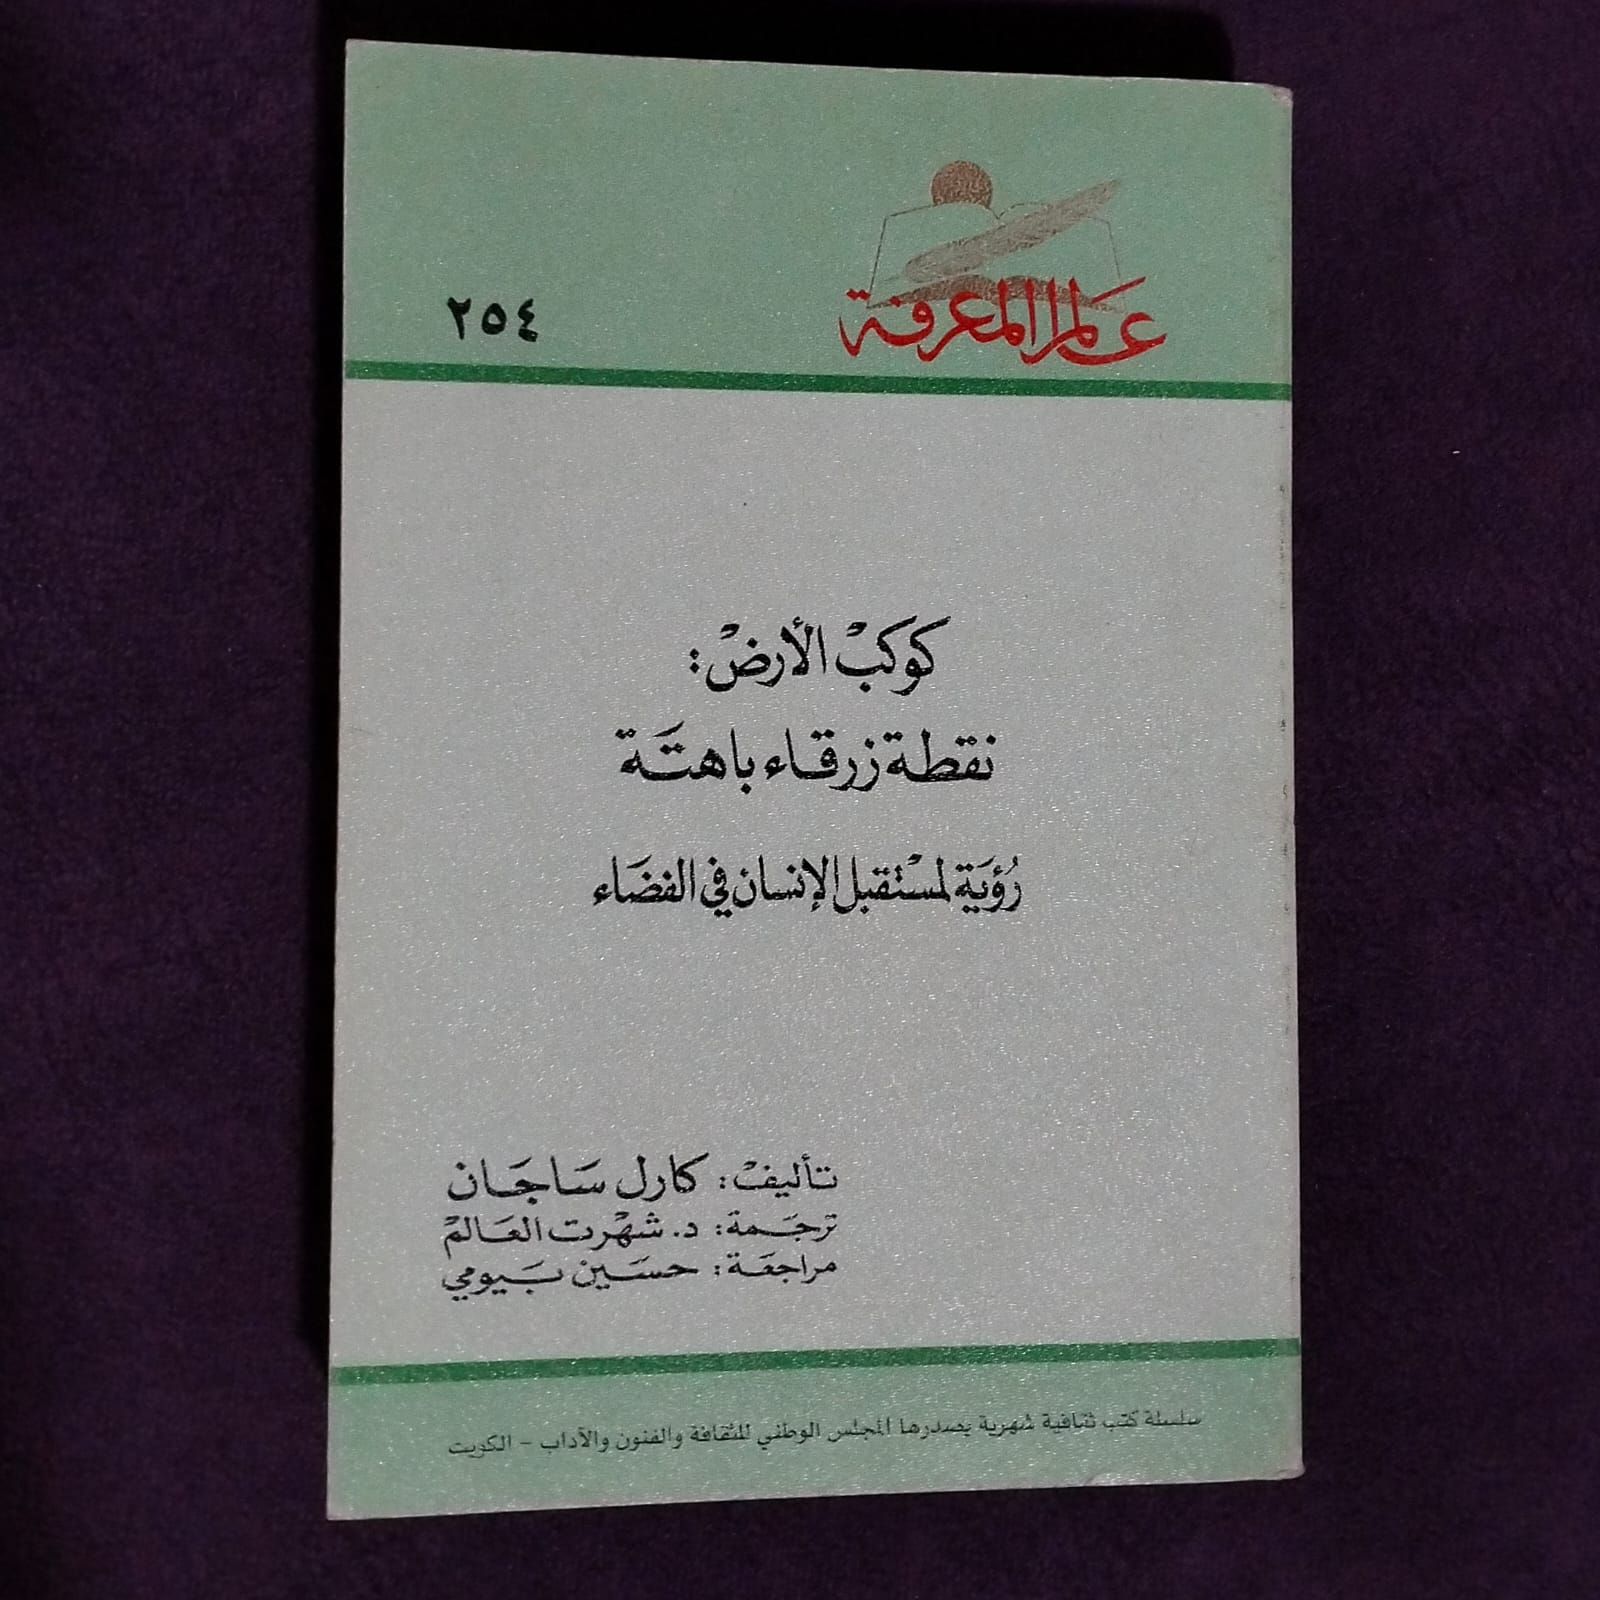 عالم المعرفة
٢٥٤
كوكب الأرض:
نقطة زرقاء باهتة
رؤية لمستقبل الإنسان في الفضاء
تأليف: كارل ساجان
ترجمة: د. شهرت العالم
مراجعة: حسين بيومي
سلسلة كتب ثقافية شهرية يصدرها المجلس الوطني للثقافة والفنون والآداب - الكويت